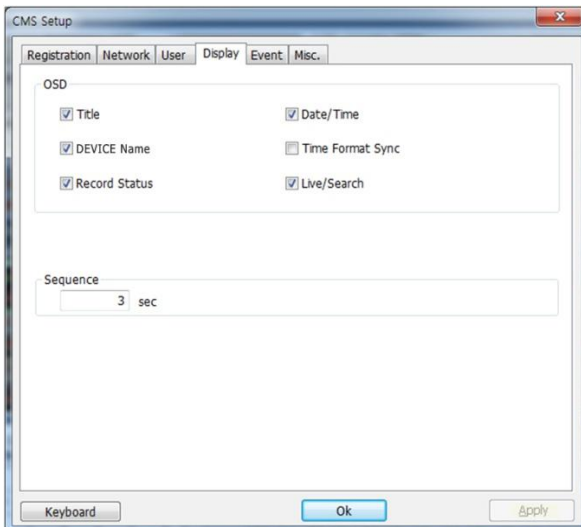 CMS Setup
Registration Network User Display Event Misc.
OSD
Title Date/Time
DEVICE Name Time Format Sync
Record Status Live/Search
Sequence
3 sec
Keyboard Ok Apply